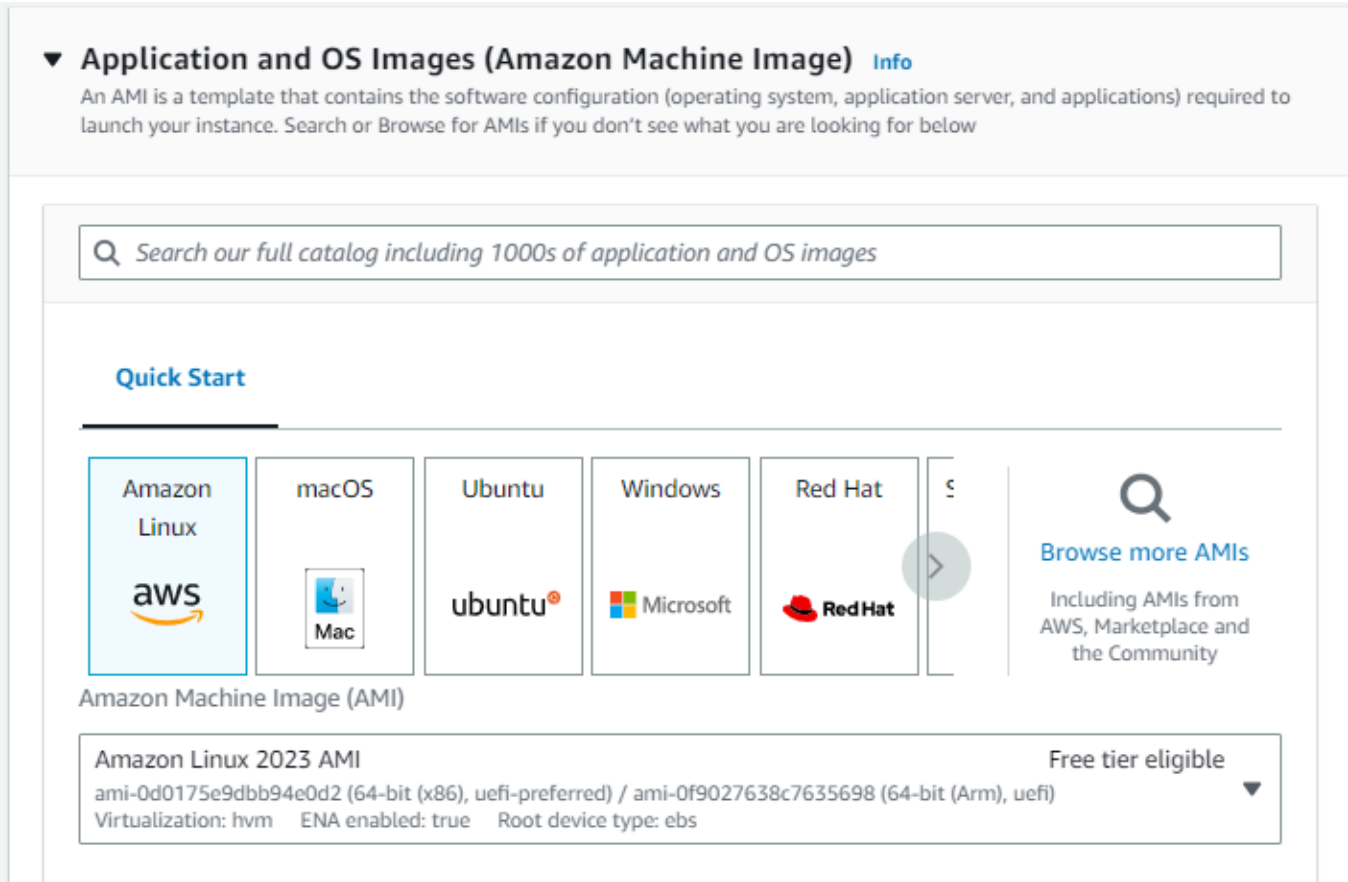 Application and OS Images (Amazon Machine Image) Info
An AMI is a template that contains the software configuration (operating system, application server, and applications) required to
launch your instance. Search or Browse for AMIs if you don't see what you are looking for below
Search our full catalog including 1000s of application and OS images
Quick Start
Amazon
Linux
aws
macOS
Mac
Ubuntu
ubuntu
Windows
Microsoft
Red Hat
Red Hat
S
Browse more AMIs
Including AMIs from
AWS, Marketplace and
the Community
Amazon Machine Image (AMI)
Amazon Linux 2023 AMI Free tier eligible
ami-0d0175e9dbb94e0d2 (64-bit (x86), uefi-preferred) / ami-0f9027638c7635698 (64-bit (Arm), uefi)
Virtualization: hvm ENA enabled: true Root device type: ebs